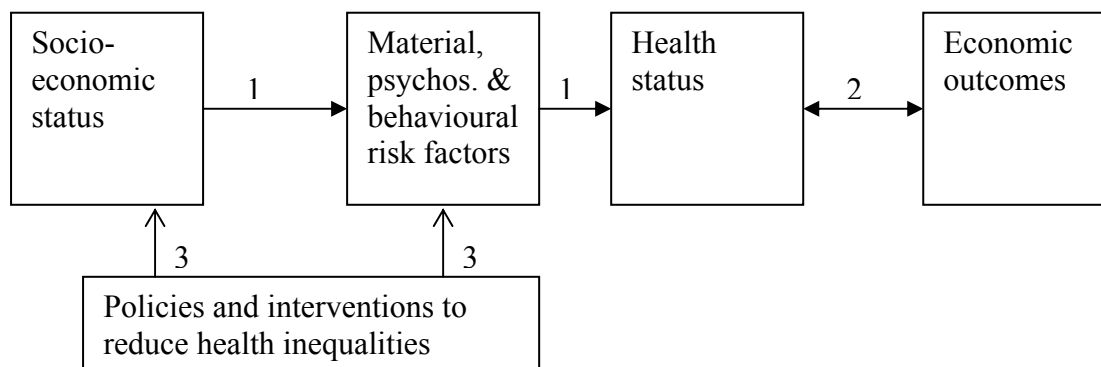 Socio-
economic
status
1
Material,
psychos. &
behavioural
risk factors
1
Health
status
2
Economic
outcomes
3
3
Policies and interventions to
reduce health inequalities